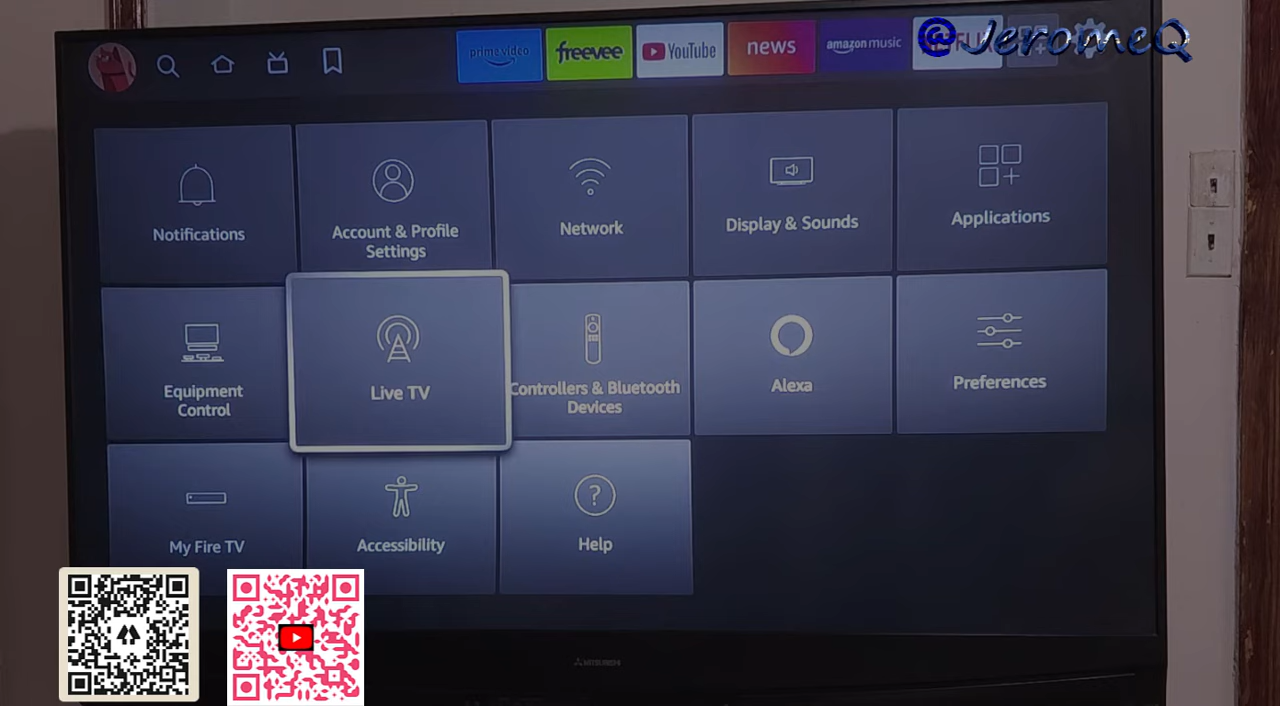 prime video
freevee
YouTube
news
amazon music
@JeromeQ
Notifications
Account & Profile
Settings
Network
Display & Sounds
Applications
Equipment
Control
Live TV
Controllers & Bluetooth
Devices
Alexa
Preferences
My Fire TV
Accessibility
Help
MITSUBISHI